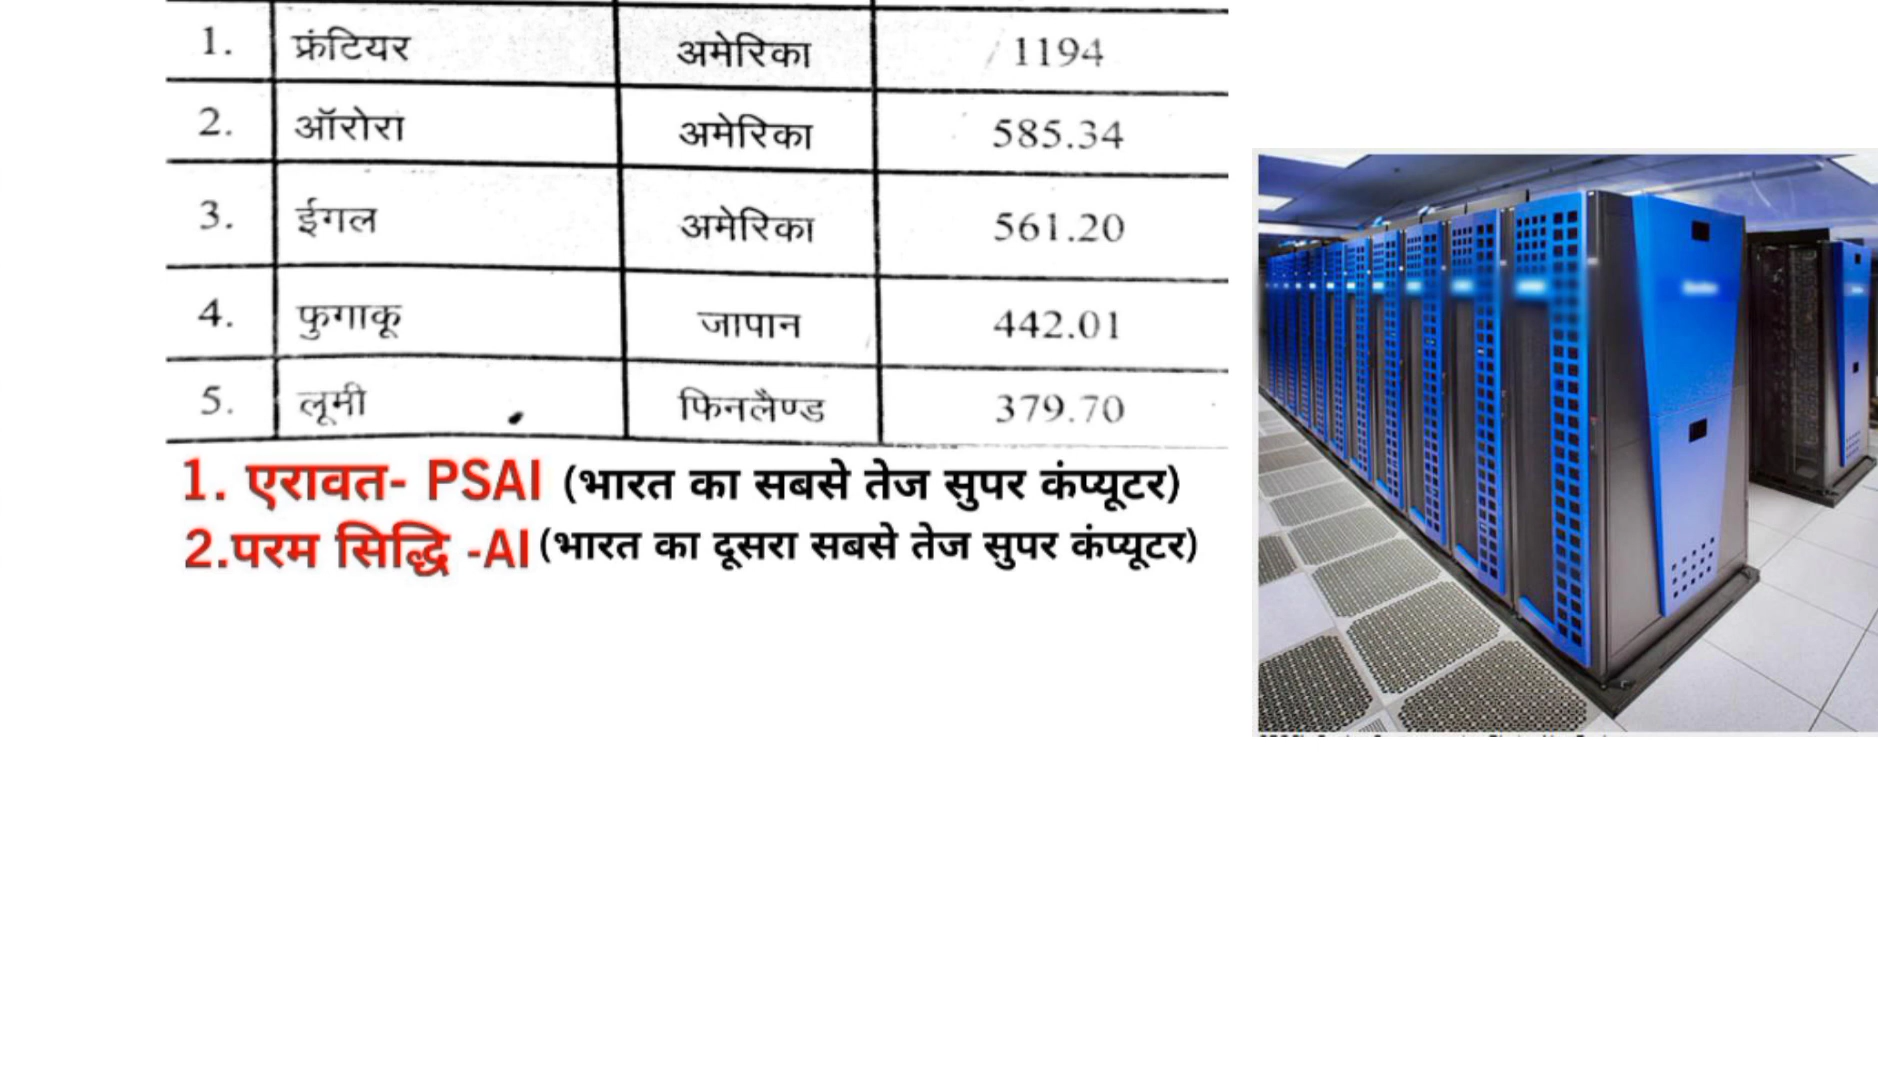 1. फ्रंटियर अमेरिका 1194
2. ऑरोरा अमेरिका 585.34
3. ईगल अमेरिका 561.20
4. फुगाकू जापान 442.01
5. लूमी फिनलैण्ड 379.70
1. एरावत- PSAI (भारत का सबसे तेज सुपर कंप्यूटर)
2.परम सिद्धि -AI (भारत का दूसरा सबसे तेज सुपर कंप्यूटर)